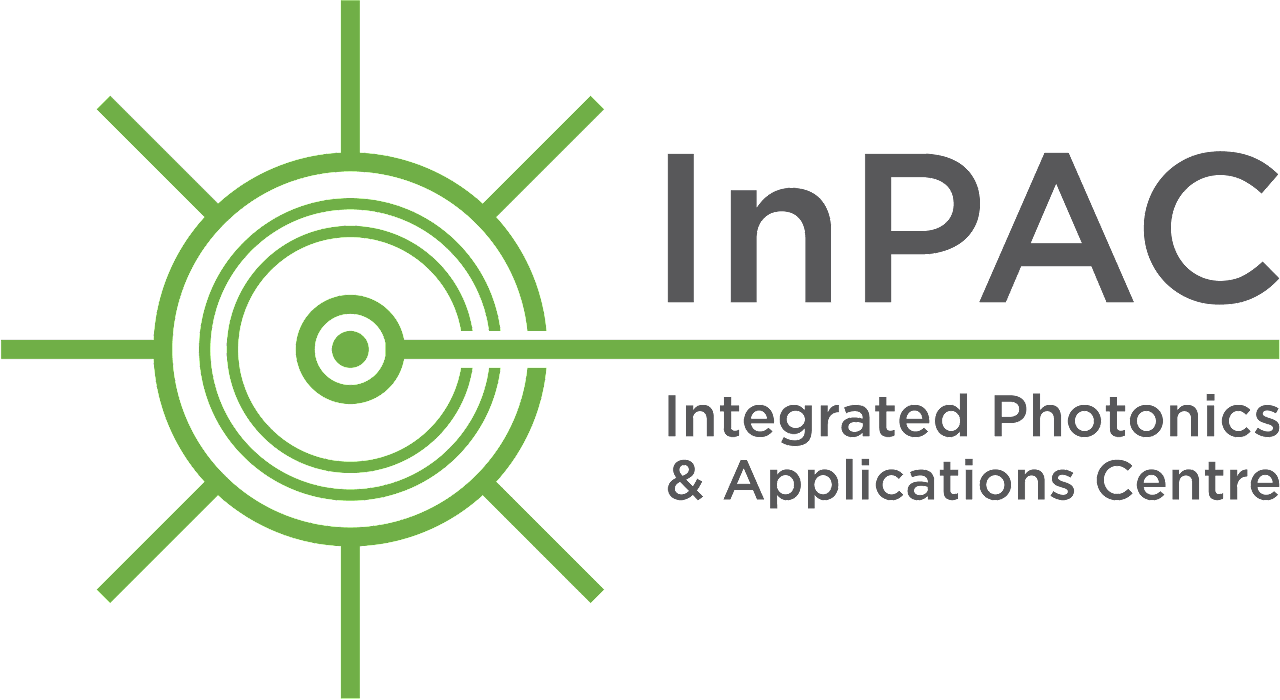 InPAC
Integrated Photonics
& Applications Centre